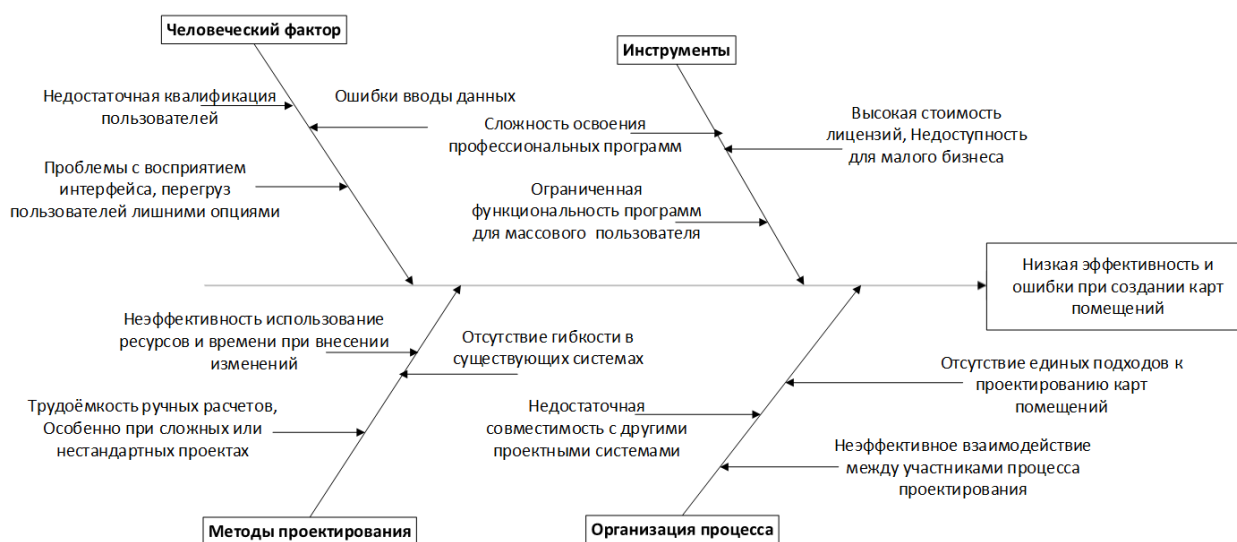 Человеческий фактор
Инструменты
Недостаточная квалификация
пользователей
Ошибки вводы данных
Сложность освоения
профессиональных программ
Высокая стоимость
лицензий, Недоступность
для малого бизнеса
Проблемы с восприятием
интерфейса, перегруз
пользователей лишними опциями
Ограниченная
функциональность программ
для массового пользователя
Низкая эффективность и
ошибки при создании карт
помещений
Неэффективность использование
ресурсов и времени при внесении
изменений
Отсутствие гибкости в
существующих системах
Отсутствие единых подходов к
проектированию карт
помещений
Трудоёмкость ручных расчетов,
Особенно при сложных или
нестандартных проектах
Недостаточная
совместимость с другими
проектными системами
Неэффективное взаимодействие
между участниками процесса
проектирования
Методы проектирования
Организация процесса